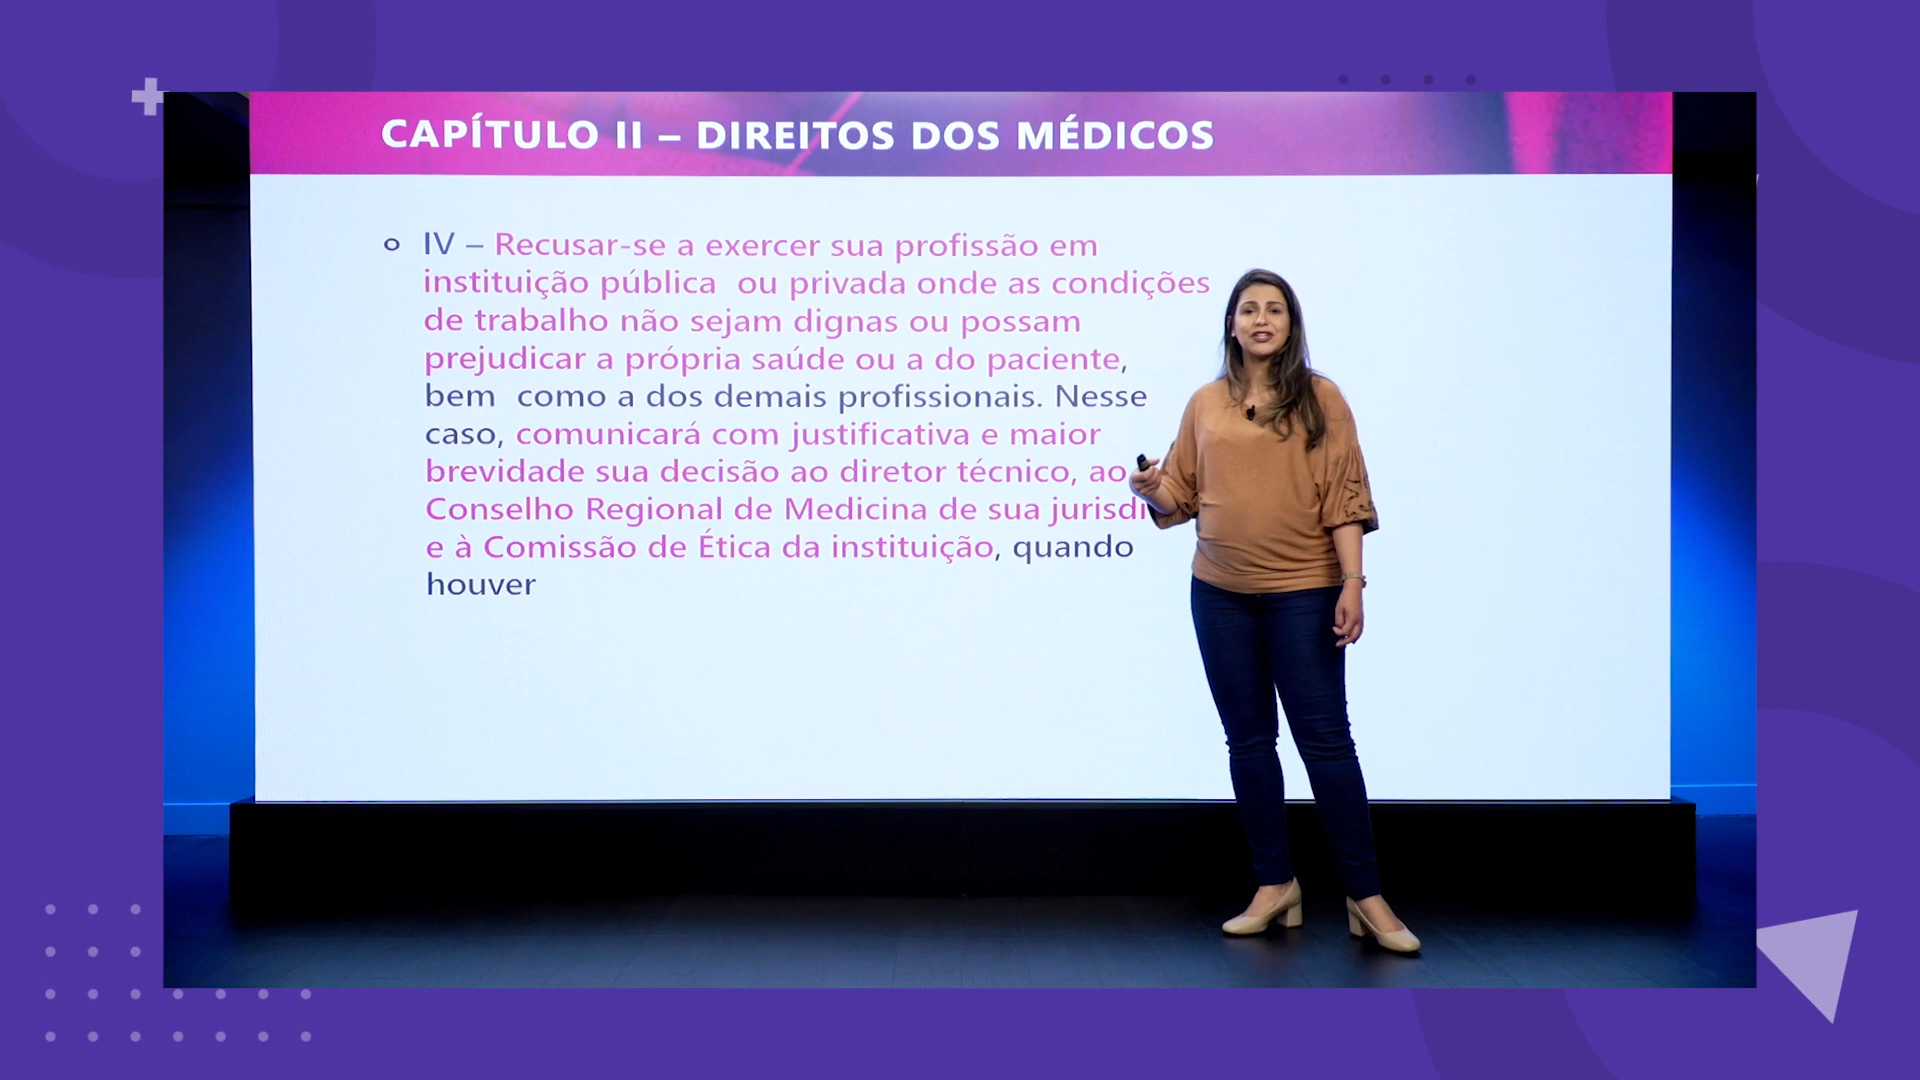 CAPÍTULO II – DIREITOS DOS MÉDICOS
o IV – Recusar-se a exercer sua profissão em
instituição pública ou privada onde as condições
de trabalho não sejam dignas ou possam
prejudicar a própria saúde ou a do paciente,
bem como a dos demais profissionais. Nesse
caso, comunicará com justificativa e maior
brevidade sua decisão ao diretor técnico, ao
Conselho Regional de Medicina de sua
e à Comissão de Ética da instituição, quando
houver